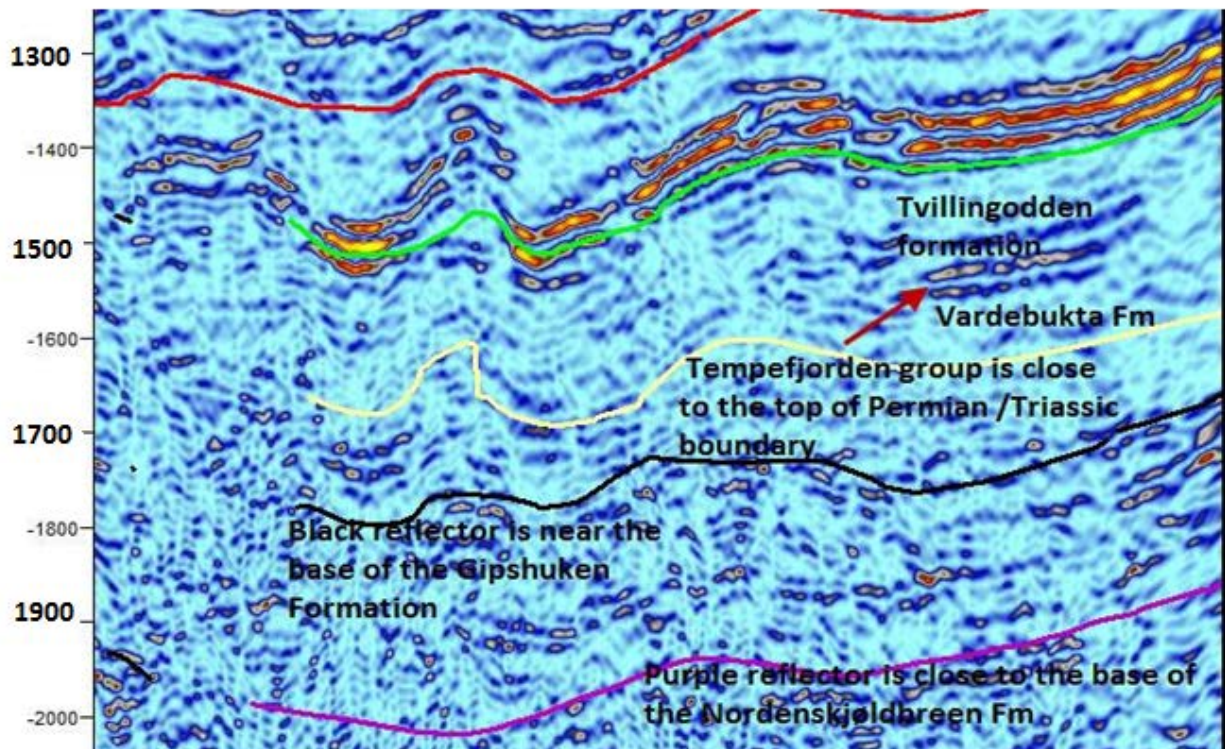 1300
-1400
1500
-1600
1700
-1800
1900
-2000
Tvillingodden
formation
Vardebukta Fm
Tempefjorden group is close
to the top of Permian /Triassic
boundary
Black reflector is near the
base of the Gipshuken
Formation
Purple reflector is close to the base of
the Nordenskjøldbreen Fm